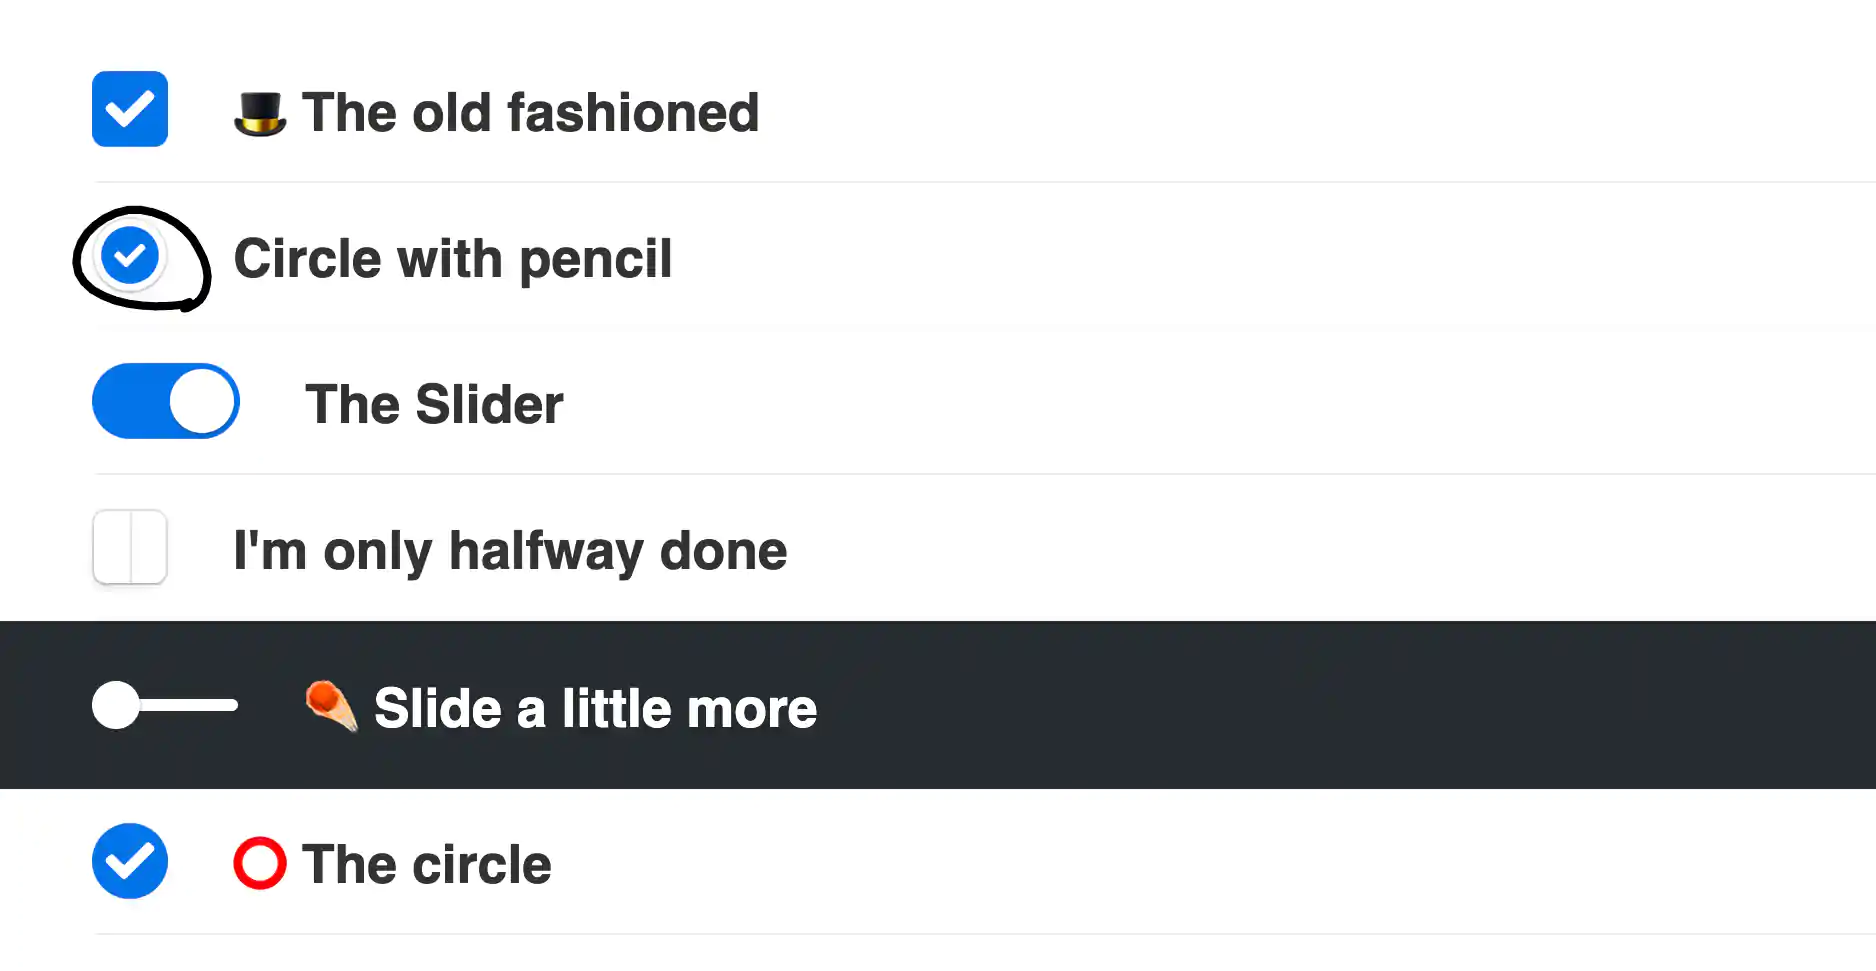 🎩 The old fashioned
Circle with pencil
The Slider
I'm only halfway done
☄️ Slide a little more
⭕ The circle